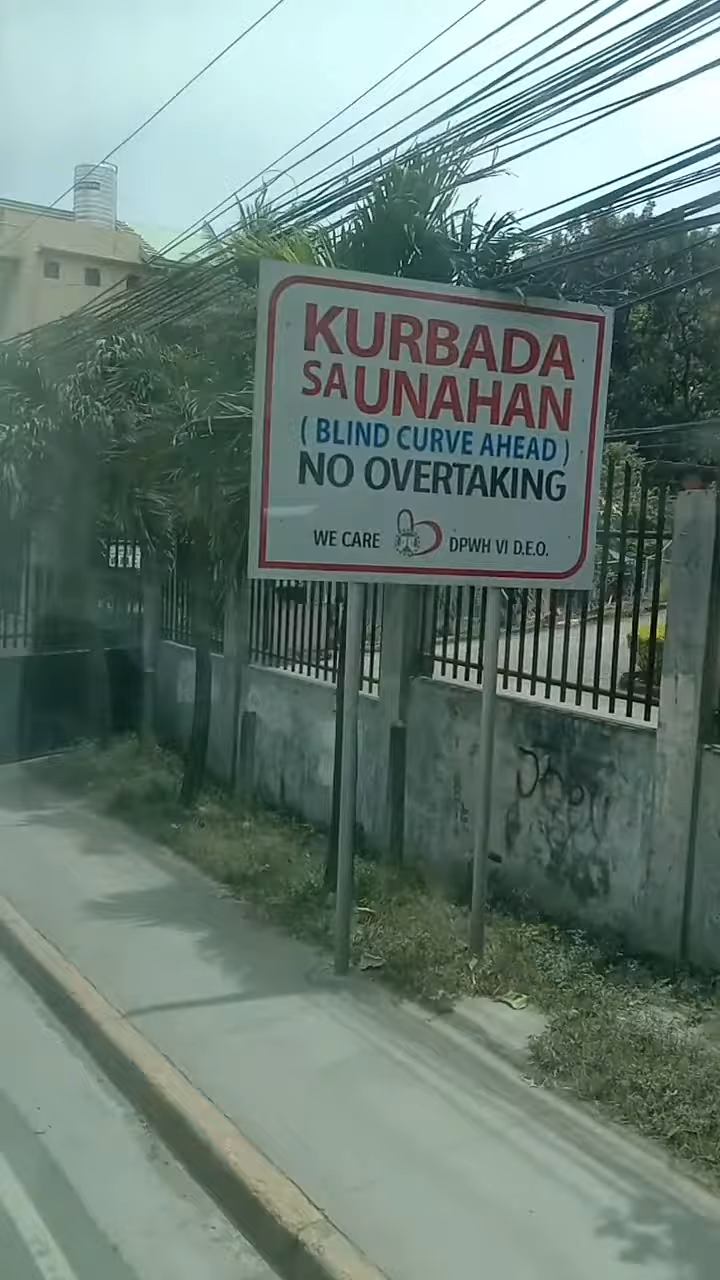 KURBADA
SA UNAHAN
( BLIND CURVE AHEAD )
NO OVERTAKING
WE CARE DPWH VI D.E.O.